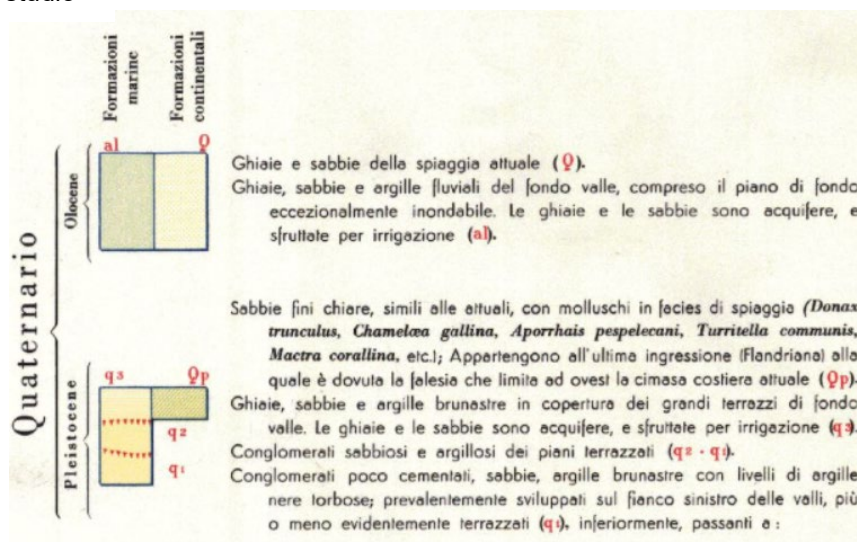 Formazioni
marine
Formazioni
continentali
Quaternario
Olocene
al
Q
Ghiaie e sabbie della spiaggia attuale (Q).
Ghiaie, sabbie e argille fluviali del fondo valle, compreso il piano di fondo
eccezionalmente inondabile. Le ghiaie e le sabbie sono acquifere, e
sfruttate per irrigazione (al).
Pleistocene
q3
Qp
q2
q1
Sabbie fini chiare, simili alle attuali, con molluschi in facies di spiaggia (Donax
trunculus, Chamelæa gallina, Aporrhais pespelecani, Turritella communis,
Mactra corallina, etc.); Appartengono all'ultima ingressione (Flandriana) alla
quale è dovuta la falesia che limita ad ovest la cimasa costiera attuale (Qp).
Ghiaie, sabbie e argille brunastre in copertura dei grandi terrazzi di fondo
valle. Le ghiaie e le sabbie sono acquifere, e sfruttate per irrigazione (q3).
Conglomerati sabbiosi e argillosi dei piani terrazzati (q2 - q1).
Conglomerati poco cementati, sabbie, argille brunastre con livelli di argille
nere torbose; prevalentemente sviluppati sul fianco sinistro delle valli, più
o meno evidentemente terrazzati (q1), inferiormente, passanti a :